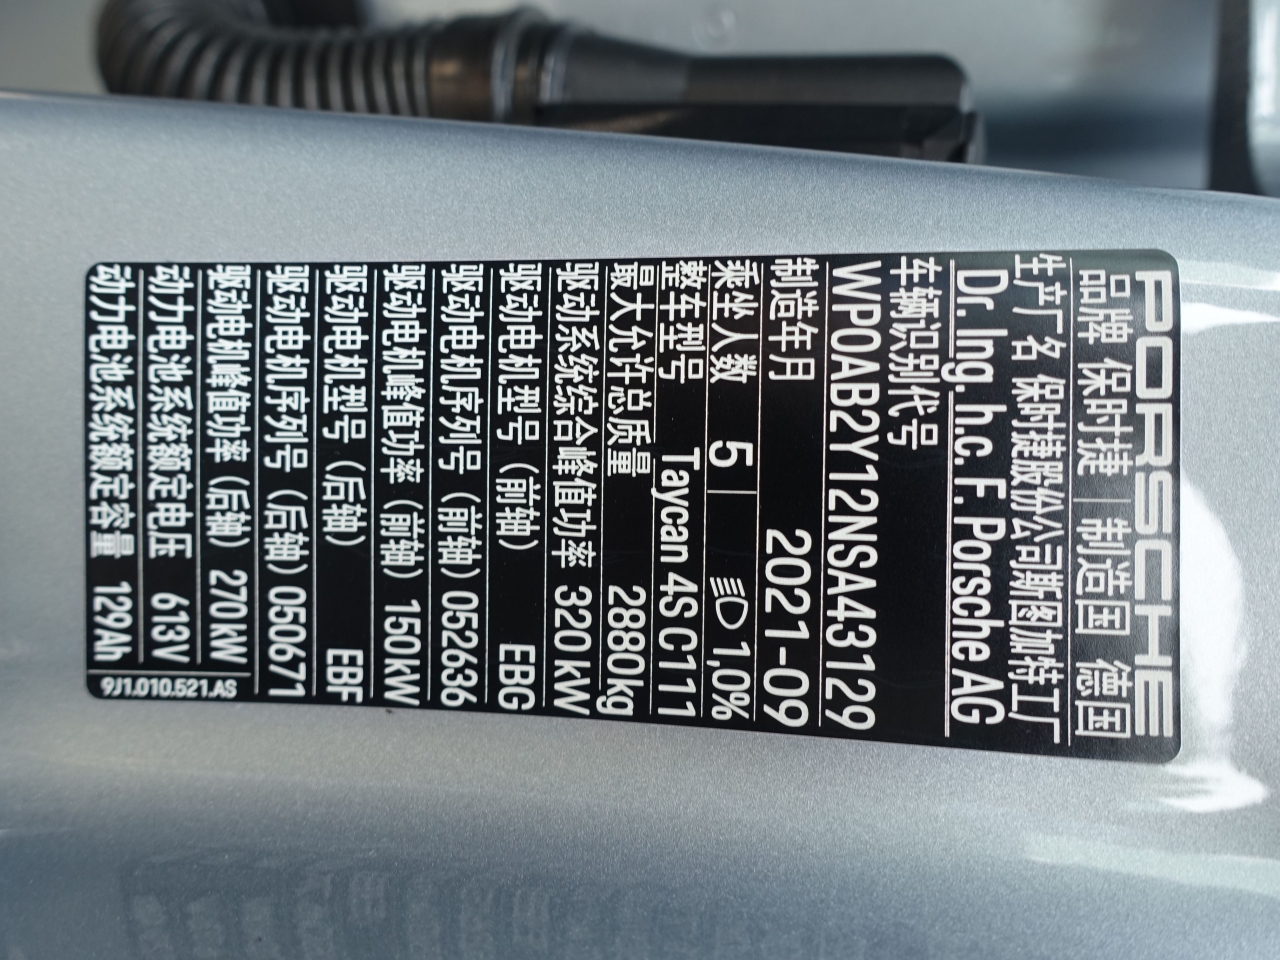 PORSCHE
品牌 保时捷 制造国 德国
生产厂名 保时捷股份公司斯图加特工厂
Dr. Ing. h.c. F. Porsche AG
车辆识别代号
WP0AB2Y12NSA43129
制造年月 2021-09
乘坐人数 5 1,0%
整车型号 Taycan 4S C111
最大允许总质量 2880kg
驱动系统综合峰值功率 320kW
驱动电机型号（前轴） EBG
驱动电机序列号（前轴）052636
驱动电机峰值功率（前轴） 150kW
驱动电机型号（后轴） EBF
驱动电机序列号（后轴）050671
驱动电机峰值功率（后轴） 270kW
动力电池系统额定电压 613V
动力电池系统额定容量 129Ah
9J1.010.521.AS